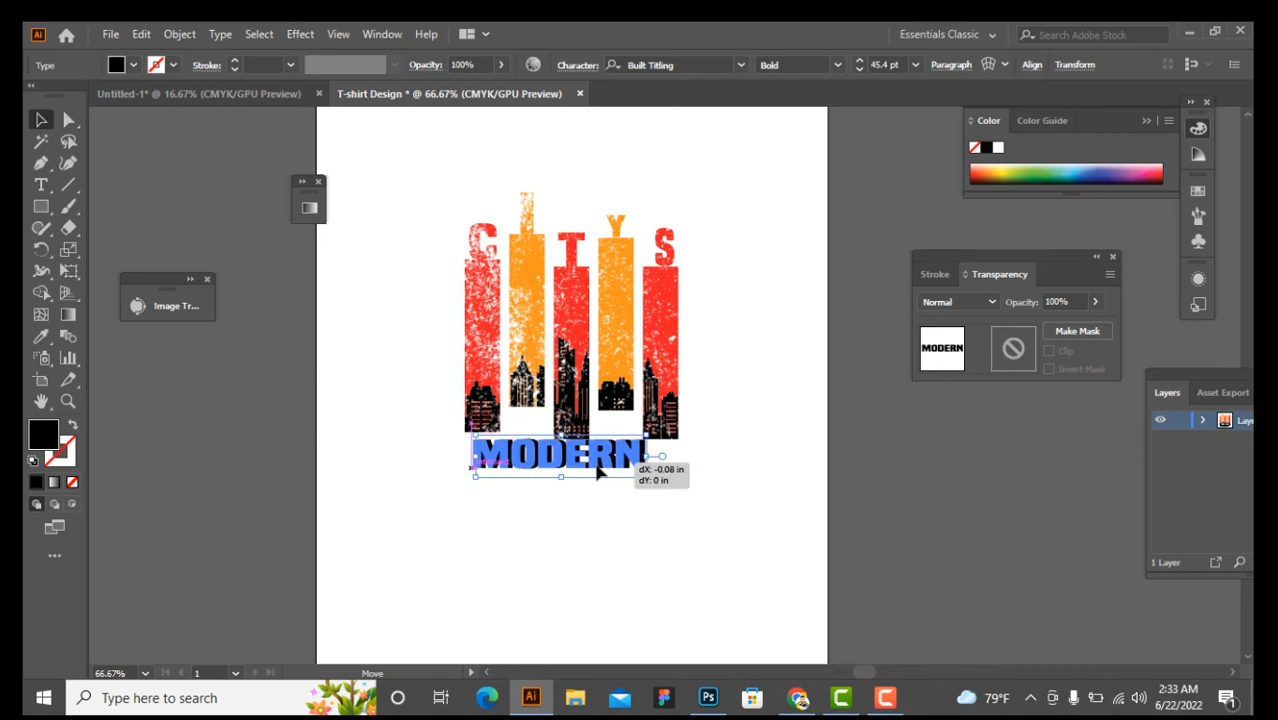 Ai File Edit Object Type Select Effect View Window Help Essentials Classic Search Adobe Stock
Type Stroke: Opacity: 100% Character: Built Titling Bold 45.4 pt Paragraph Align Transform
Untitled-1* @ 16.67% (CMYK/GPU Preview) × T-shirt Design * @ 66.67% (CMYK/GPU Preview) ×
Color Color Guide
I
C T Y S
Stroke Transparency
Normal Opacity: 100%
Image Tr...
MODERN Make Mask
Clip
Invert Mask
Layers Asset Export
Laye
MODERN
dX: -0.08 in
dY: 0 in
1 Layer
66.67% 1 Move
Type here to search Ai Ps 79°F 2:33 AM
6/22/2022